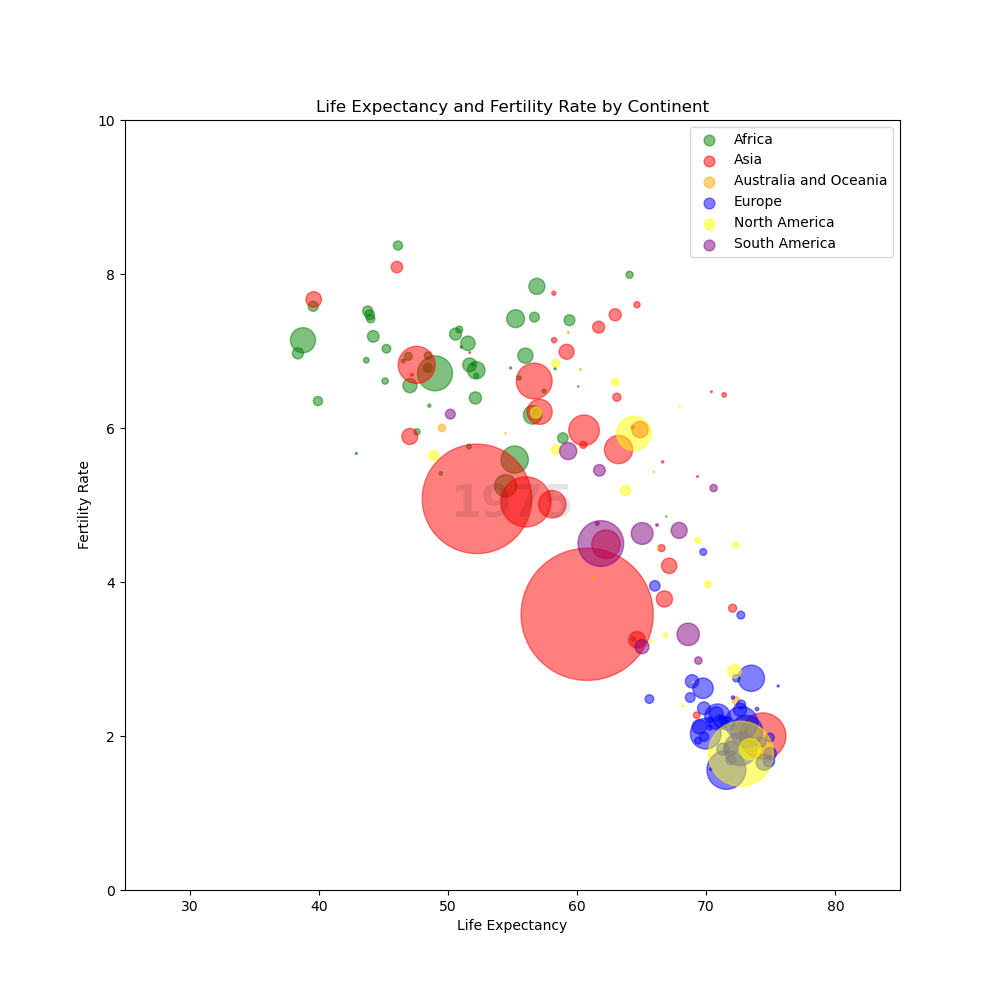 Life Expectancy and Fertility Rate by Continent
10
8
6
4
2
0
Fertility Rate
Africa
Asia
Australia and Oceania
Europe
North America
South America
1975
30 40 50 60 70 80
Life Expectancy